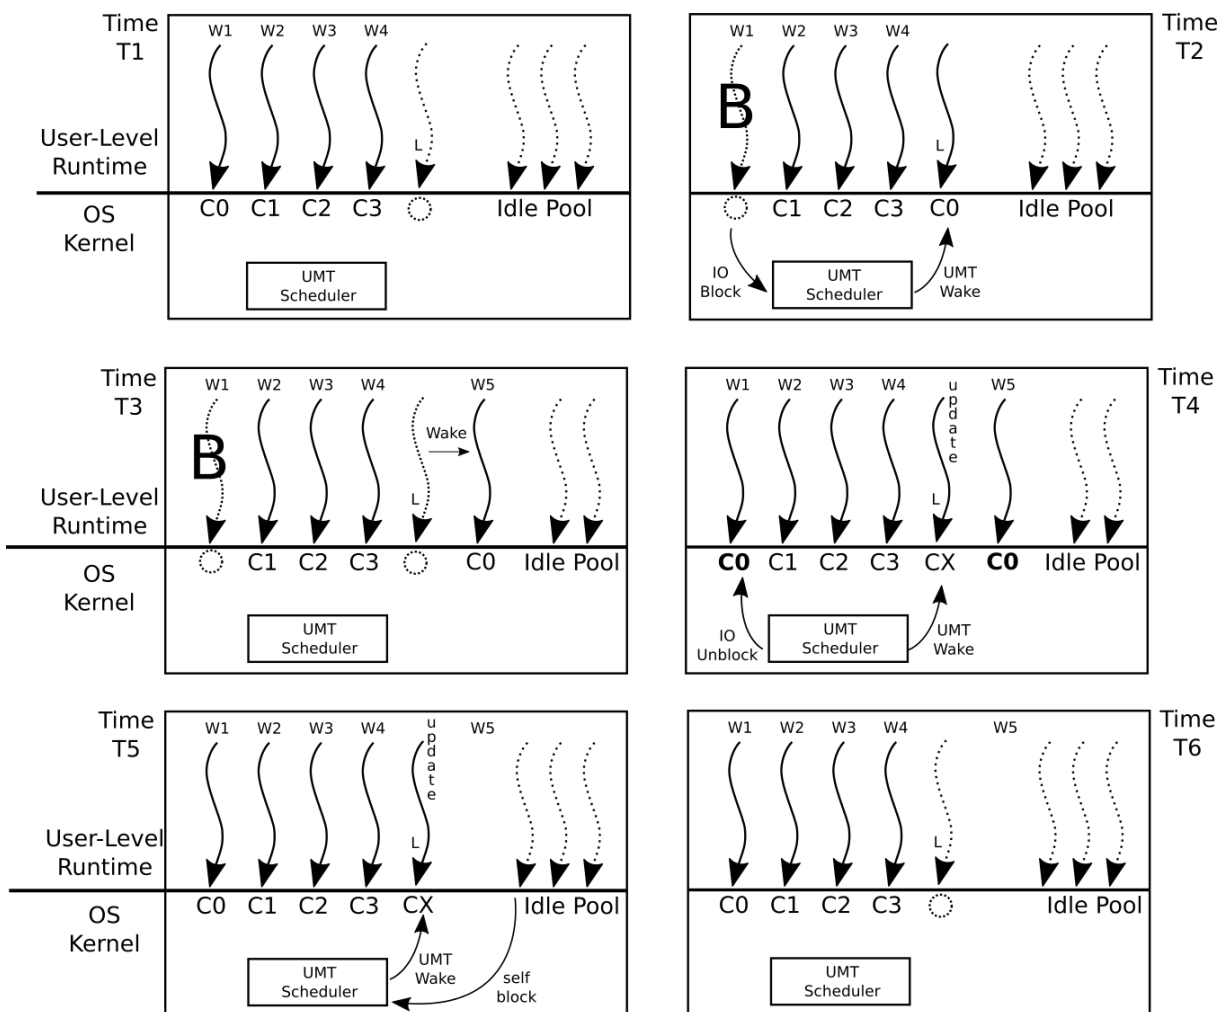 Time
T1
W1 W2 W3 W4
L
User-Level
Runtime
C0 C1 C2 C3 Idle Pool
OS
Kernel
UMT
Scheduler
Time
T2
W1 W2 W3 W4
B
L
C1 C2 C3 C0 Idle Pool
IO
Block
UMT
Scheduler
UMT
Wake
Time
T3
W1 W2 W3 W4 W5
B
Wake
L
User-Level
Runtime
C1 C2 C3 C0 Idle Pool
OS
Kernel
UMT
Scheduler
Time
T4
W1 W2 W3 W4 update W5
L
C0 C1 C2 C3 CX C0 Idle Pool
IO
Unblock
UMT
Scheduler
UMT
Wake
Time
T5
W1 W2 W3 W4 update W5
L
User-Level
Runtime
C0 C1 C2 C3 CX Idle Pool
OS
Kernel
UMT
Scheduler
UMT
Wake
self
block
Time
T6
W1 W2 W3 W4 W5
L
C0 C1 C2 C3 Idle Pool
UMT
Scheduler